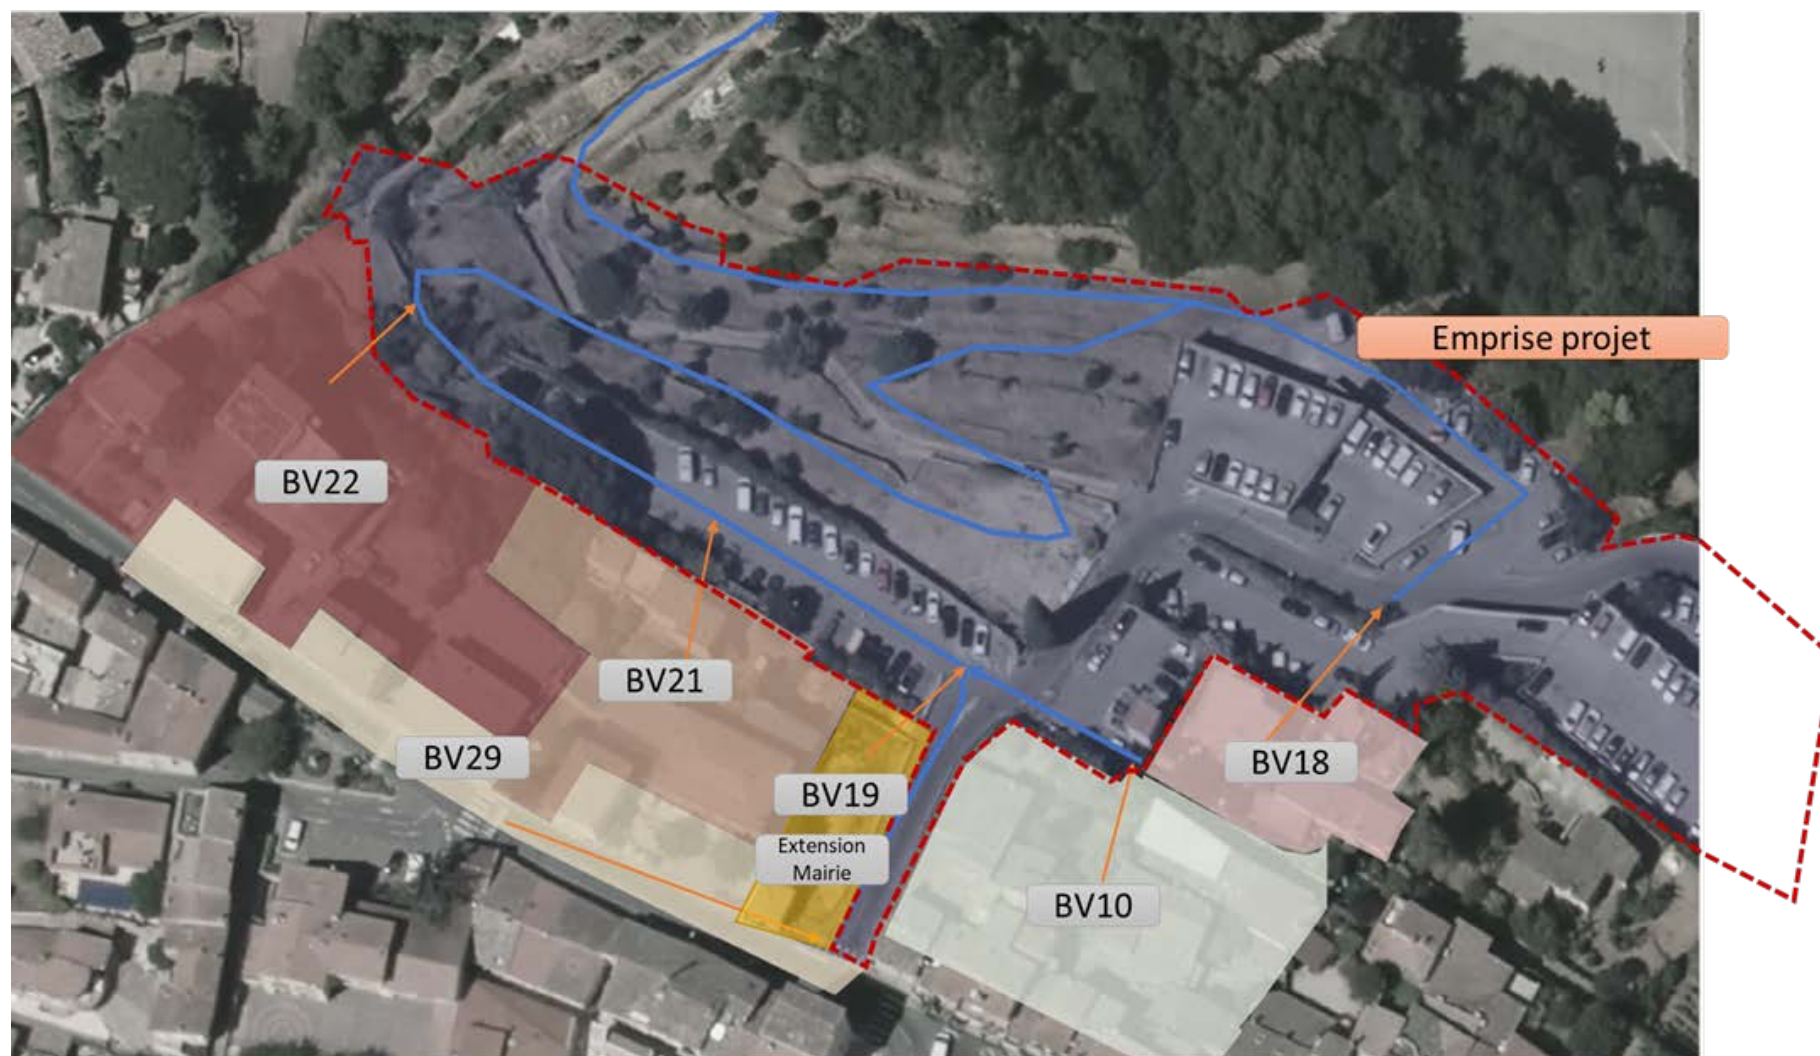 Emprise projet
BV22
BV21
BV29
BV19
Extension
Mairie
BV18
BV10